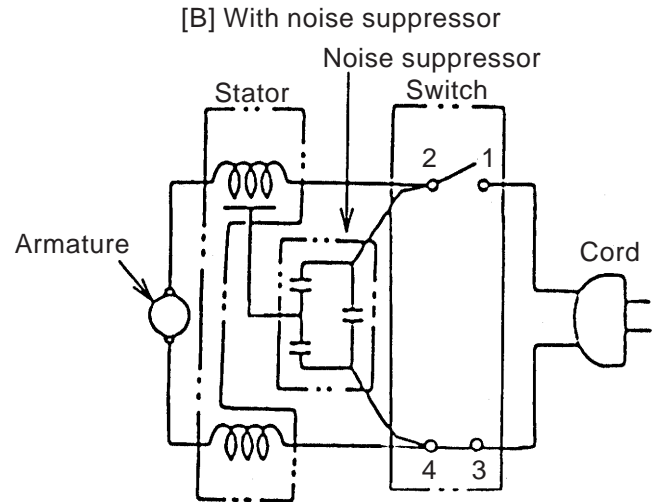 [B] With noise suppressor
Noise suppressor
Stator
Switch
2 1
Armature
Cord
4 3